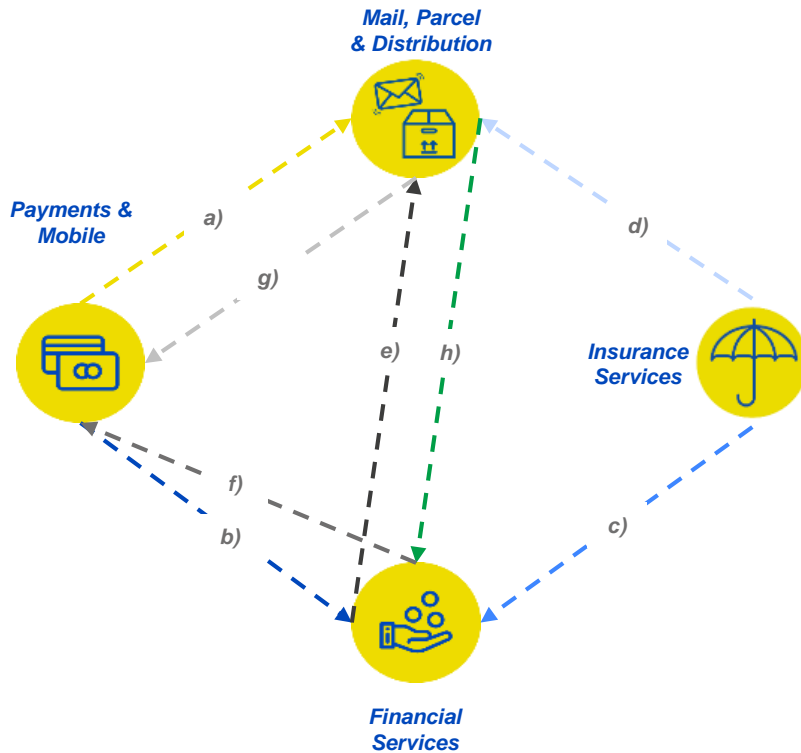 Mail, Parcel
& Distribution
Payments &
Mobile
a)
d)
g)
e)
h)
Insurance
Services
f)
b)
c)
Financial
Services